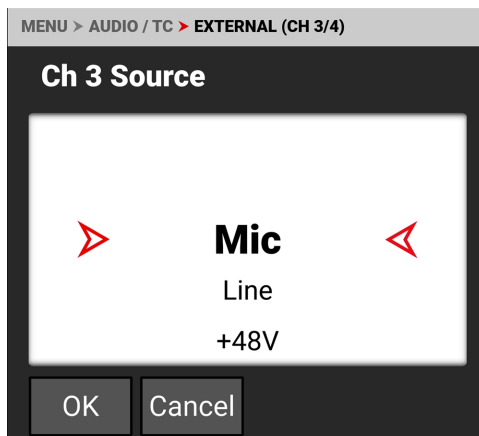 MENU > AUDIO / TC > EXTERNAL (CH 3/4)
Ch 3 Source
Mic
Line
+48V
OK Cancel